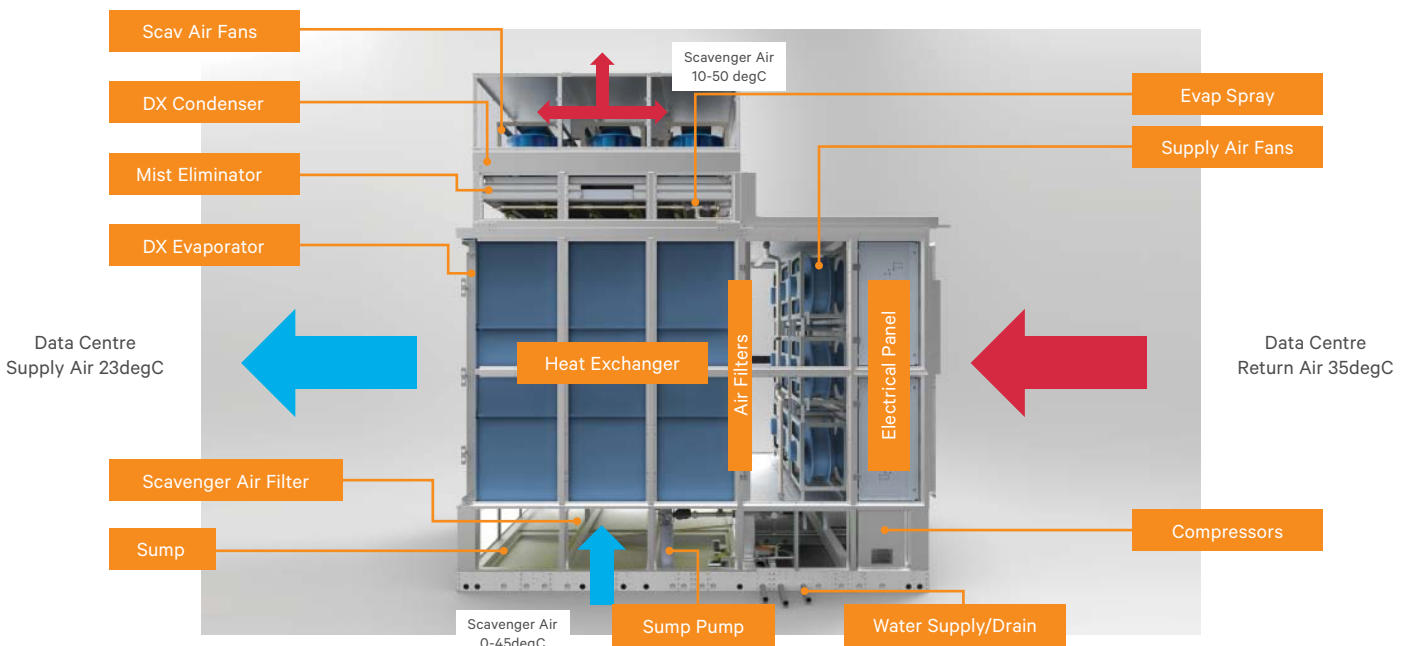 Scav Air Fans
DX Condenser
Mist Eliminator
DX Evaporator
Data Centre
Supply Air 23degC
Scavenger Air Filter
Sump
Scavenger Air
10-50 degC
Heat Exchanger
Air Filters
Electrical Panel
Scavenger Air
0-45degC
Sump Pump
Water Supply/Drain
Evap Spray
Supply Air Fans
Data Centre
Return Air 35degC
Compressors